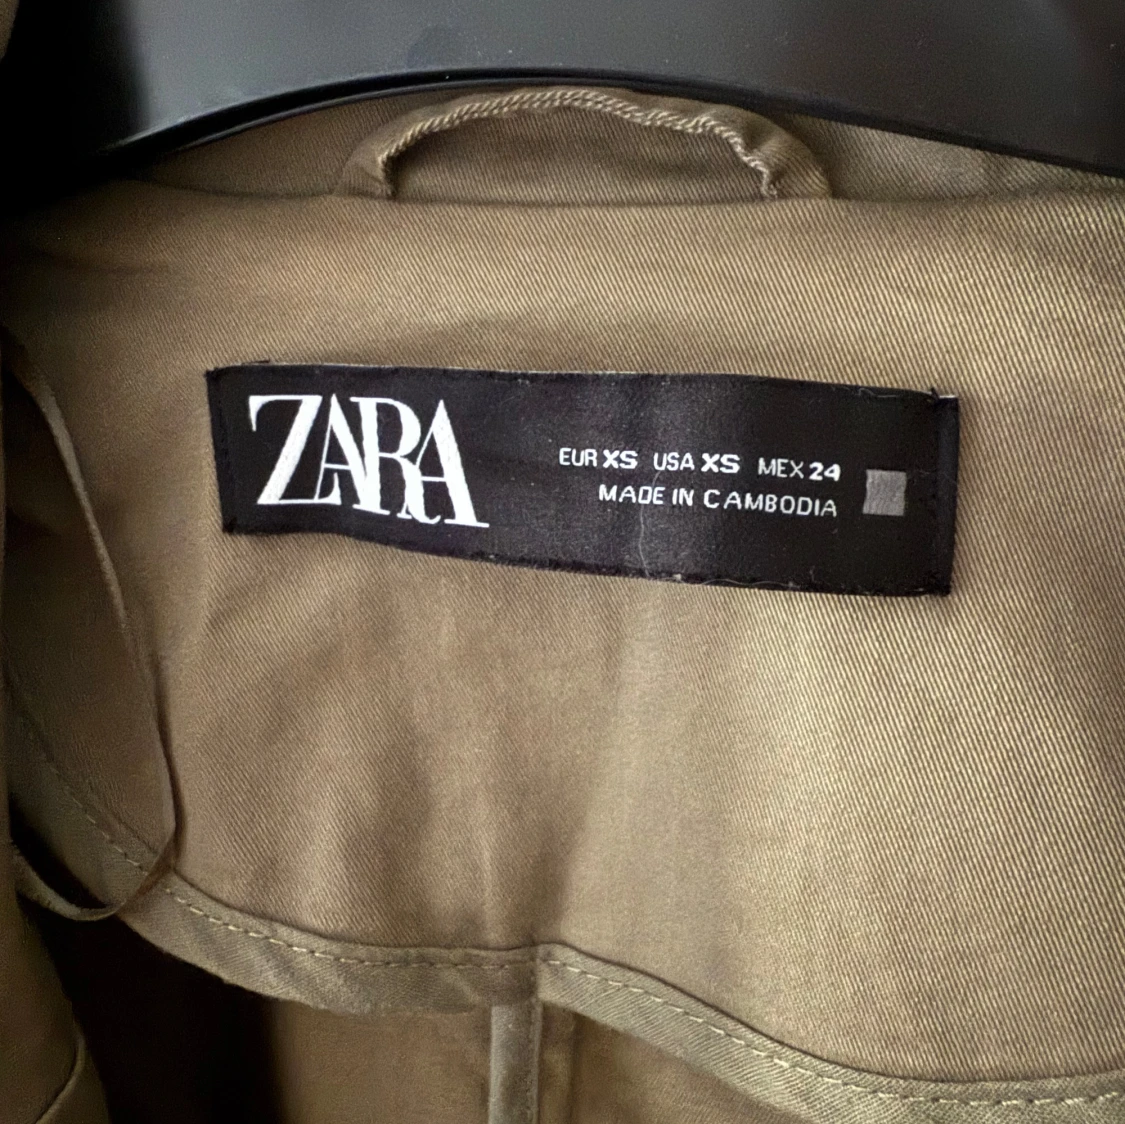 ZARA
EUR XS USA XS MEX 24
MADE IN CAMBODIA